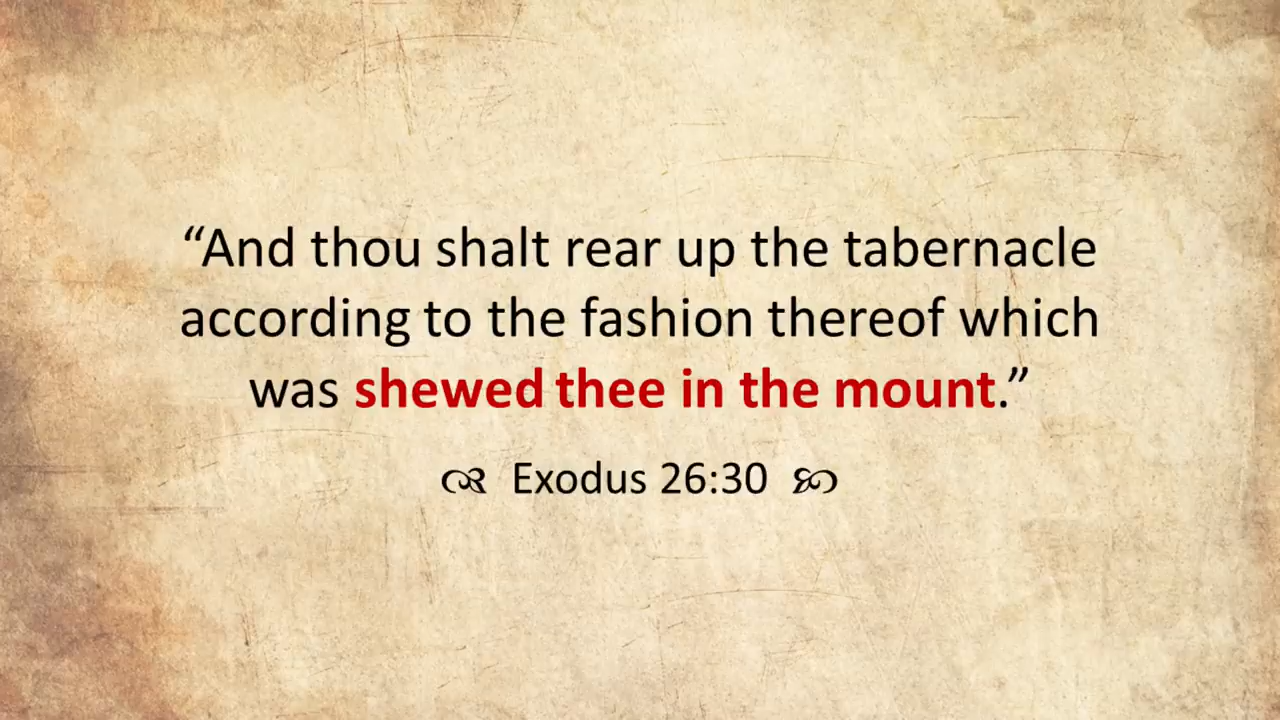 “And thou shalt rear up the tabernacle
according to the fashion thereof which
was shewed thee in the mount.”
Exodus 26:30